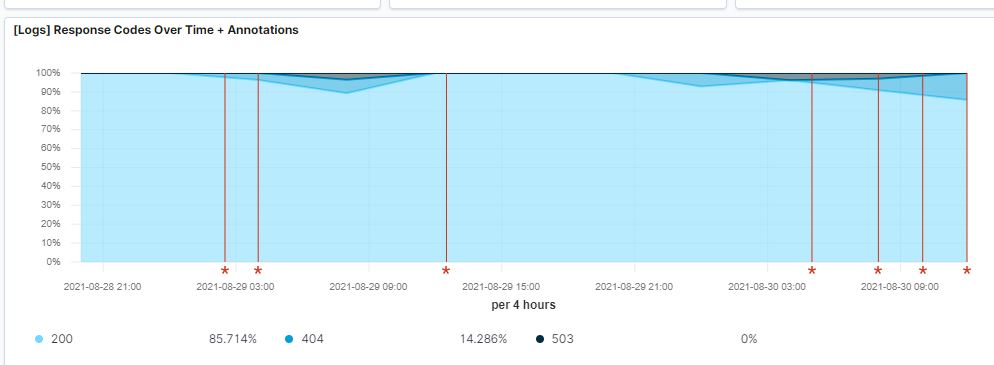 [Logs] Response Codes Over Time + Annotations
100%
90%
80%
70%
60%
50%
40%
30%
20%
10%
0%
* * * * * * *
2021-08-28 21:00 2021-08-29 03:00 2021-08-29 09:00 2021-08-29 15:00 2021-08-29 21:00 2021-08-30 03:00 2021-08-30 09:00
per 4 hours
200 85.714% 404 14.286% 503 0%